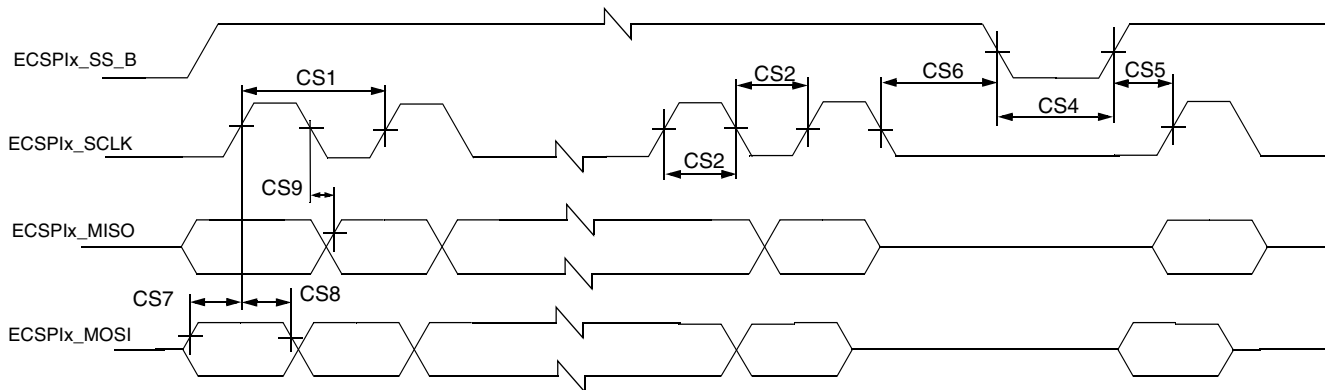 ECSPIx_SS_B
CS1
CS2
CS6
CS5
CS4
ECSPIx_SCLK
CS2
CS9
ECSPIx_MISO
CS7
CS8
ECSPIx_MOSI